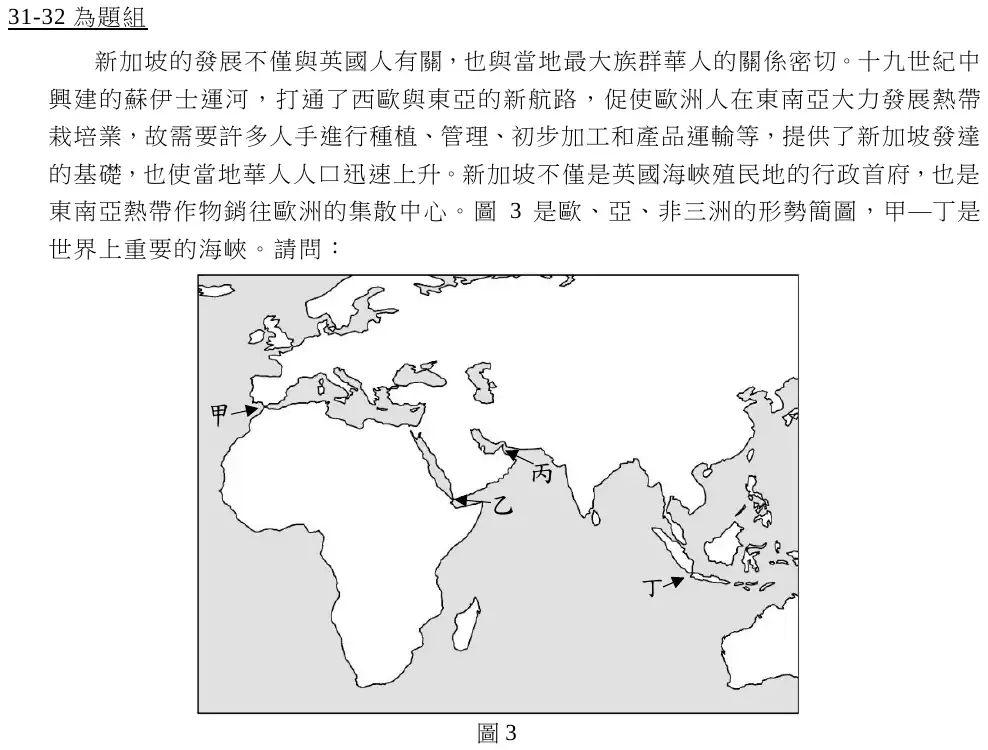 31-32 為題組
新加坡的發展不僅與英國人有關，也與當地最大族群華人的關係密切。十九世紀中
興建的蘇伊士運河，打通了西歐與東亞的新航路，促使歐洲人在東南亞大力發展熱帶
栽培業，故需要許多人手進行種植、管理、初步加工和產品運輸等，提供了新加坡發達
的基礎，也使當地華人人口迅速上升。新加坡不僅是英國海峽殖民地的行政首府，也是
東南亞熱帶作物銷往歐洲的集散中心。圖 3 是歐、亞、非三洲的形勢簡圖，甲—丁是
世界上重要的海峽。請問：
甲
丙
乙
丁
圖 3